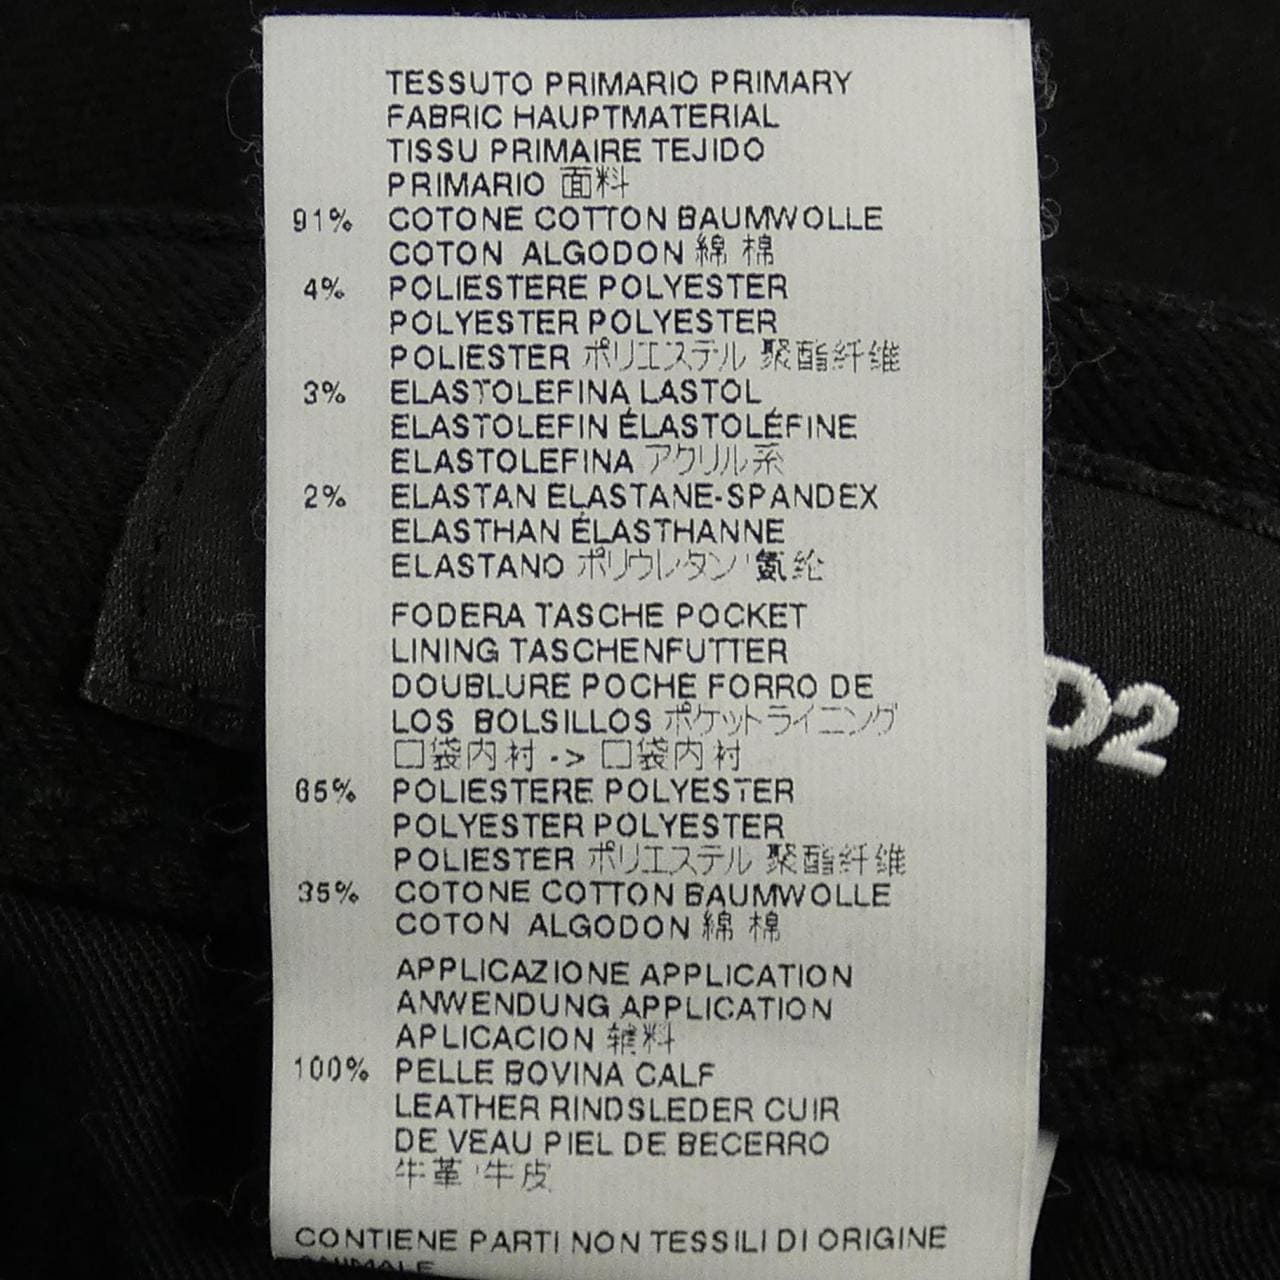 TESSUTO PRIMARIO PRIMARY
FABRIC HAUPTMATERIAL
TISSU PRIMAIRE TEJIDO
PRIMARIO 面料
91% COTONE COTTON BAUMWOLLE
COTON ALGODON 綿 棉
4% POLIESTERE POLYESTER
POLYESTER POLYESTER
POLIESTER ポリエステル 聚酯纤维
3% ELASTOLEFINA LASTOL
ELASTOLEFIN ÉLASTOLÉFINE
ELASTOLEFINA アクリル系
2% ELASTAN ELASTANE-SPANDEX
ELASTHAN ÉLASTHANNE
ELASTANO ポリウレタン' 氨纶
FODERA TASCHE POCKET
LINING TASCHENFUTTER
DOUBLURE POCHE FORRO DE
LOS BOLSILLOS ポケットライニング
口袋内衬 -> 口袋内衬
65% POLIESTERE POLYESTER
POLYESTER POLYESTER
POLIESTER ポリエステル 聚酯纤维
35% COTONE COTTON BAUMWOLLE
COTON ALGODON 綿 棉
APPLICAZIONE APPLICATION
ANWENDUNG APPLICATION
APLICACION 辅料
100% PELLE BOVINA CALF
LEATHER RINDSLEDER CUIR
DE VEAU PIEL DE BECERRO
牛革 '牛皮
CONTIENE PARTI NON TESSILI DI ORIGINE
ANIMALE
D2